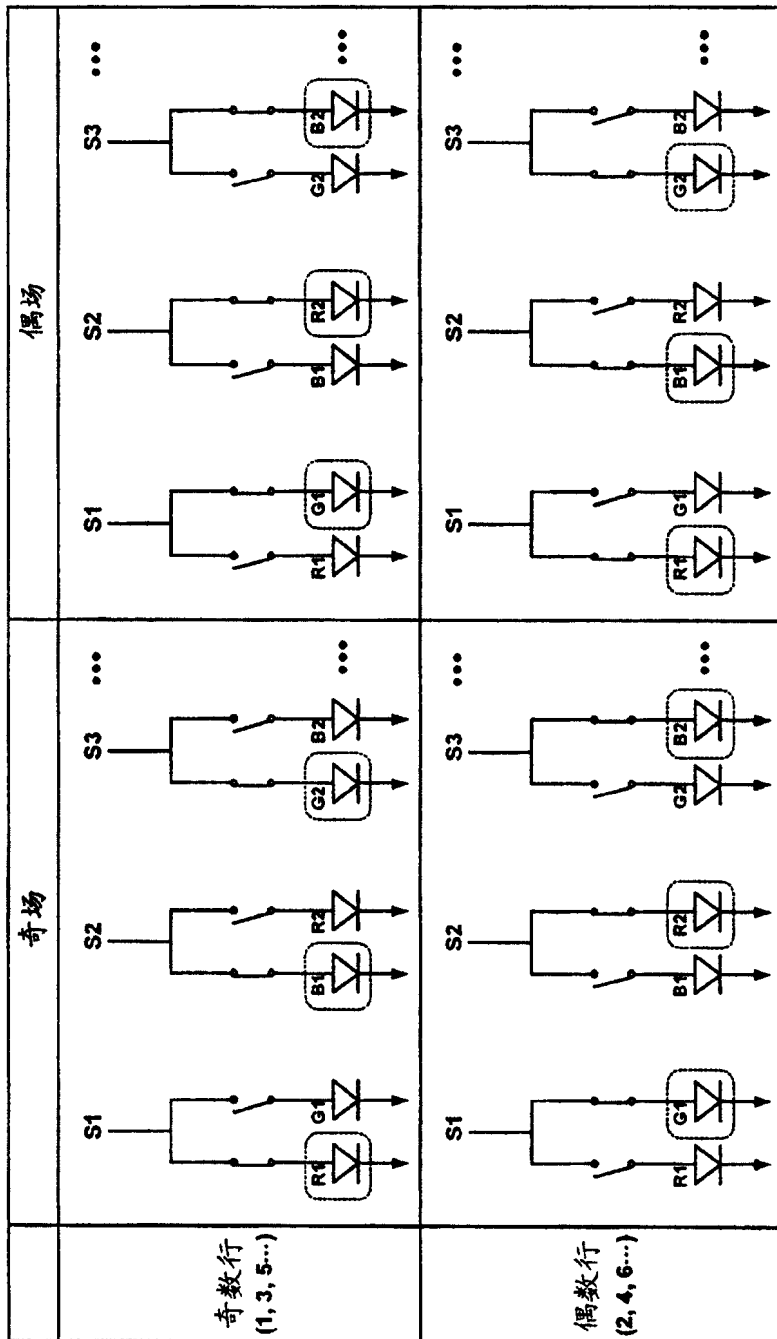 奇场 偶场
奇数行
(1, 3, 5···)
S1 S2 S3 ••• S1 S2 S3 •••
R1 G1 B1 R2 G2 B2 ••• R1 G1 B1 R2 G2 B2 •••
偶数行
(2, 4, 6···)
S1 S2 S3 ••• S1 S2 S3 •••
R1 G1 B1 R2 G2 B2 ••• R1 G1 B1 R2 G2 B2 •••